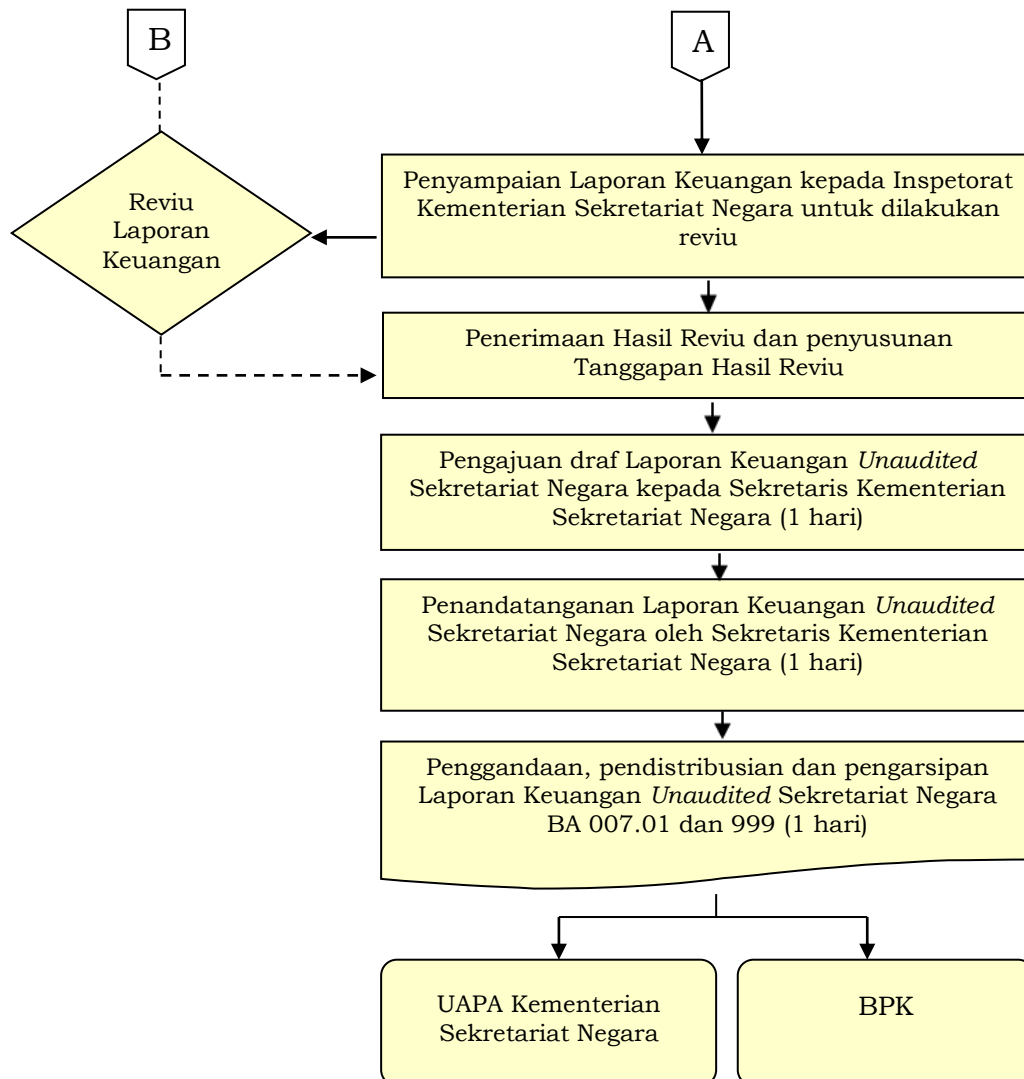 B
A
Penyampaian Laporan Keuangan kepada Inspetorat
Kementerian Sekretariat Negara untuk dilakukan
reviu
Reviu
Laporan
Keuangan
Penerimaan Hasil Reviu dan penyusunan
Tanggapan Hasil Reviu
Pengajuan draf Laporan Keuangan Unaudited
Sekretariat Negara kepada Sekretaris Kementerian
Sekretariat Negara (1 hari)
Penandatanganan Laporan Keuangan Unaudited
Sekretariat Negara oleh Sekretaris Kementerian
Sekretariat Negara (1 hari)
Penggandaan, pendistribusian dan pengarsipan
Laporan Keuangan Unaudited Sekretariat Negara
BA 007.01 dan 999 (1 hari)
UAPA Kementerian
Sekretariat Negara
BPK